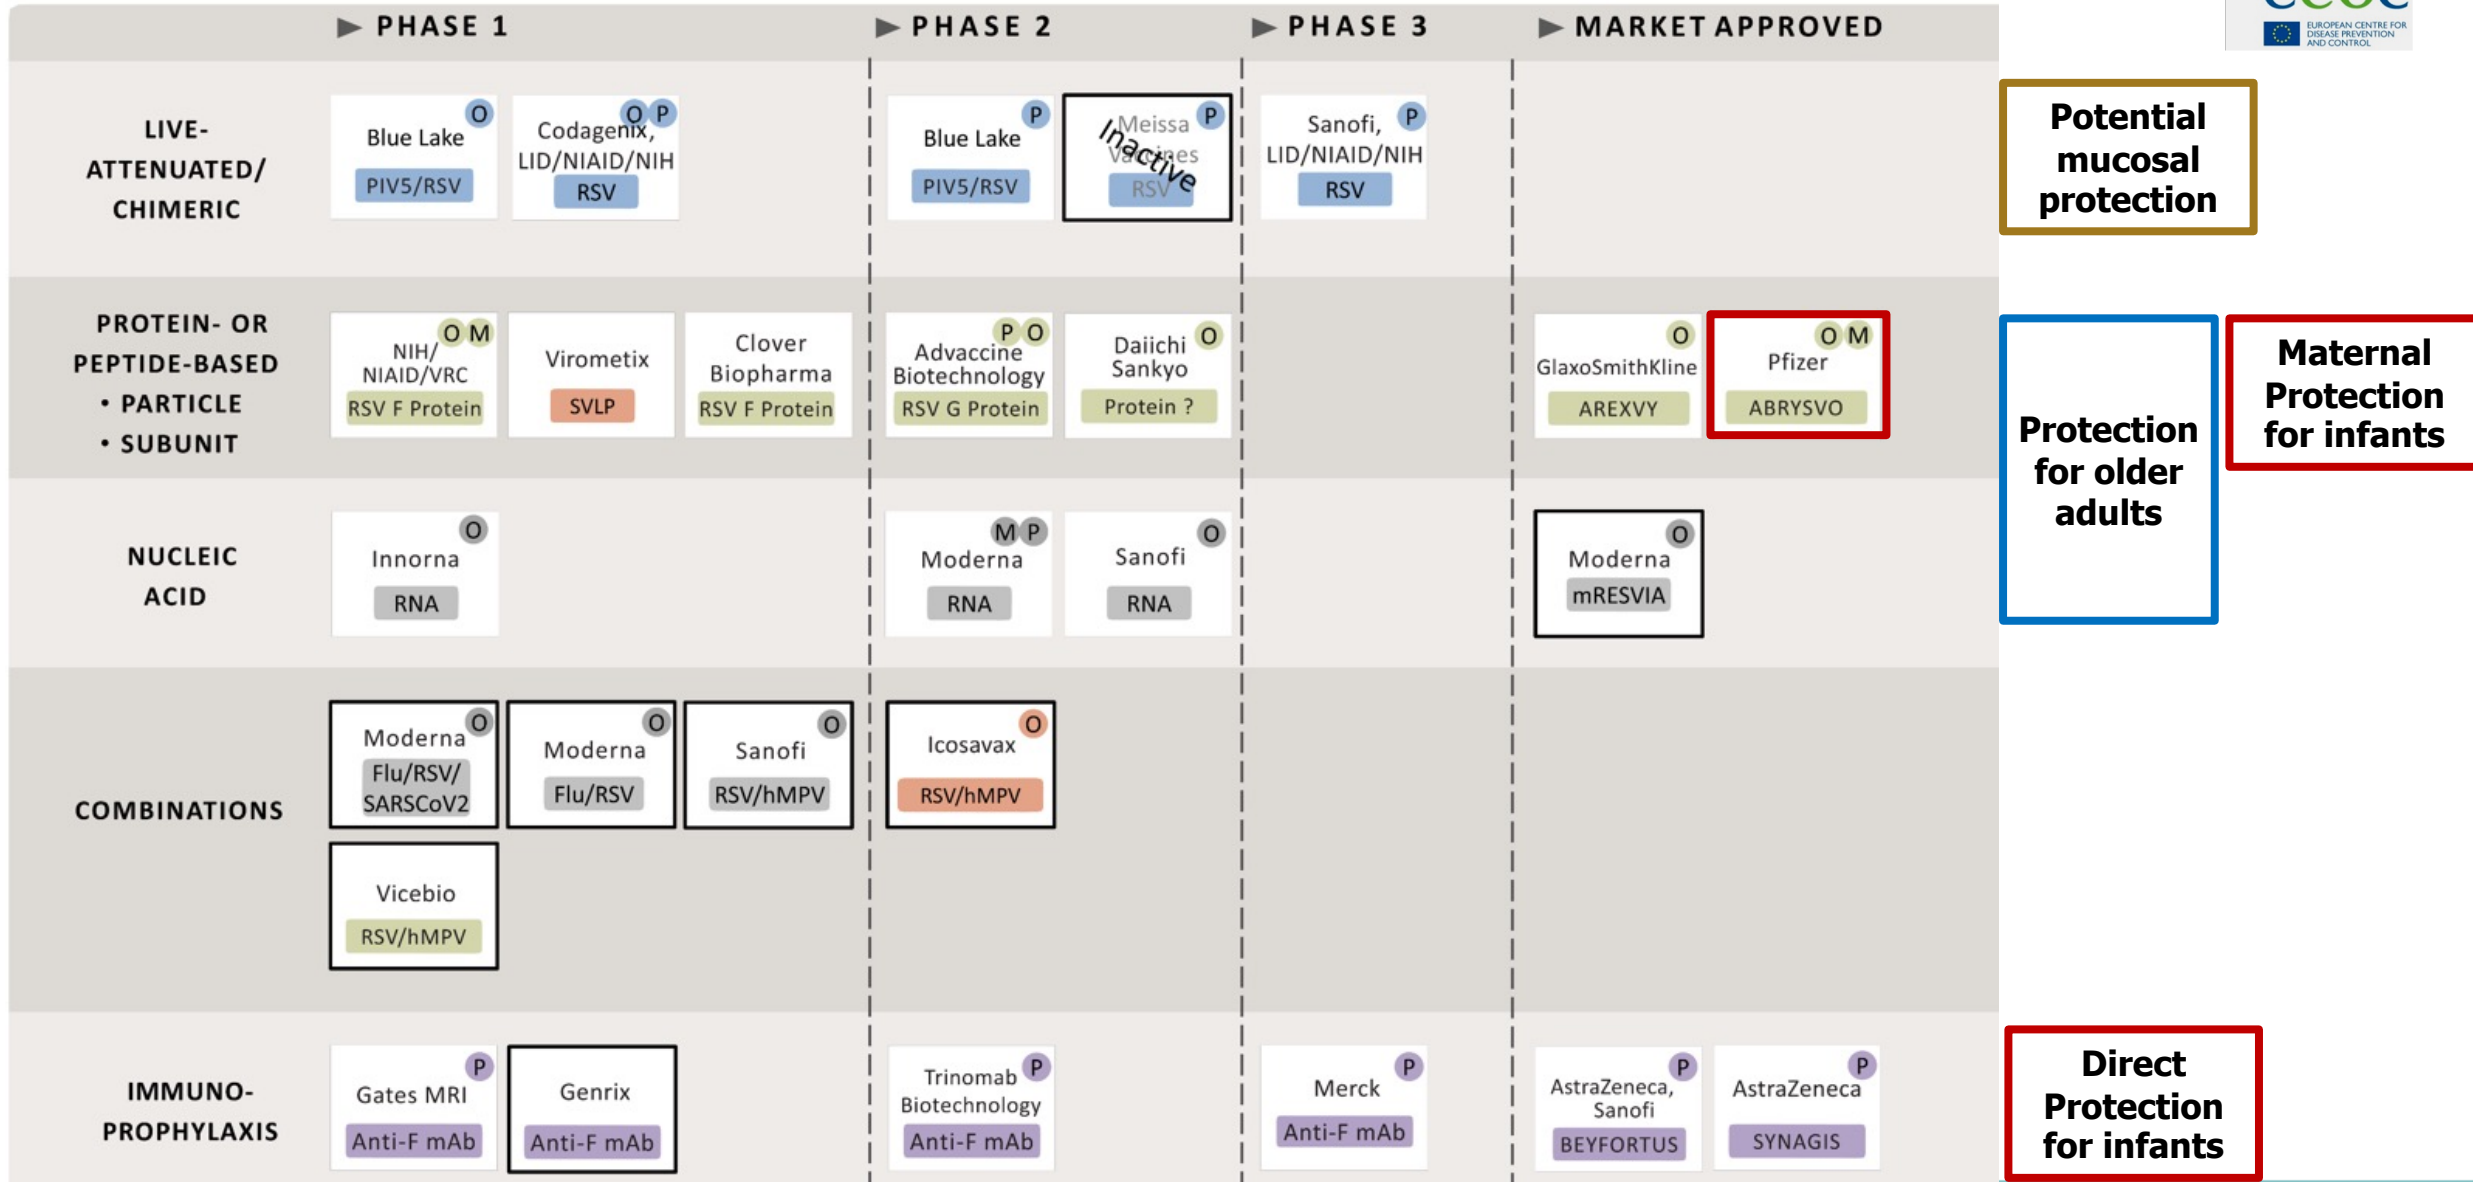 PHASE 1
PHASE 2
PHASE 3
MARKET APPROVED
EUROPEAN CENTRE FOR
DISEASE PREVENTION
AND CONTROL
LIVE-
ATTENUATED/
CHIMERIC
O
Blue Lake
PIV5/RSV
O P
Codagenix,
LID/NIAID/NIH
RSV
P
Blue Lake
PIV5/RSV
P
Meissa
Vaccines
RSV
Inactive
P
Sanofi,
LID/NIAID/NIH
RSV
Potential
mucosal
protection
PROTEIN- OR
PEPTIDE-BASED
• PARTICLE
• SUBUNIT
O M
NIH/
NIAID/VRC
RSV F Protein
Virometix
SVLP
Clover
Biopharma
RSV F Protein
P O
Advaccine
Biotechnology
RSV G Protein
O
Daiichi
Sankyo
Protein ?
O
GlaxoSmithKline
AREXVY
O M
Pfizer
ABRYSVO
Protection
for older
adults
Maternal
Protection
for infants
NUCLEIC
ACID
O
Innorna
RNA
M P
Moderna
RNA
O
Sanofi
RNA
O
Moderna
mRESVIA
COMBINATIONS
O
Moderna
Flu/RSV/
SARSCoV2
O
Moderna
Flu/RSV
O
Sanofi
RSV/hMPV
O
Icosavax
RSV/hMPV
Vicebio
RSV/hMPV
IMMUNO-
PROPHYLAXIS
P
Gates MRI
Anti-F mAb
Genrix
Anti-F mAb
P
Trinomab
Biotechnology
Anti-F mAb
P
Merck
Anti-F mAb
P
AstraZeneca,
Sanofi
BEYFORTUS
P
AstraZeneca
SYNAGIS
Direct
Protection
for infants